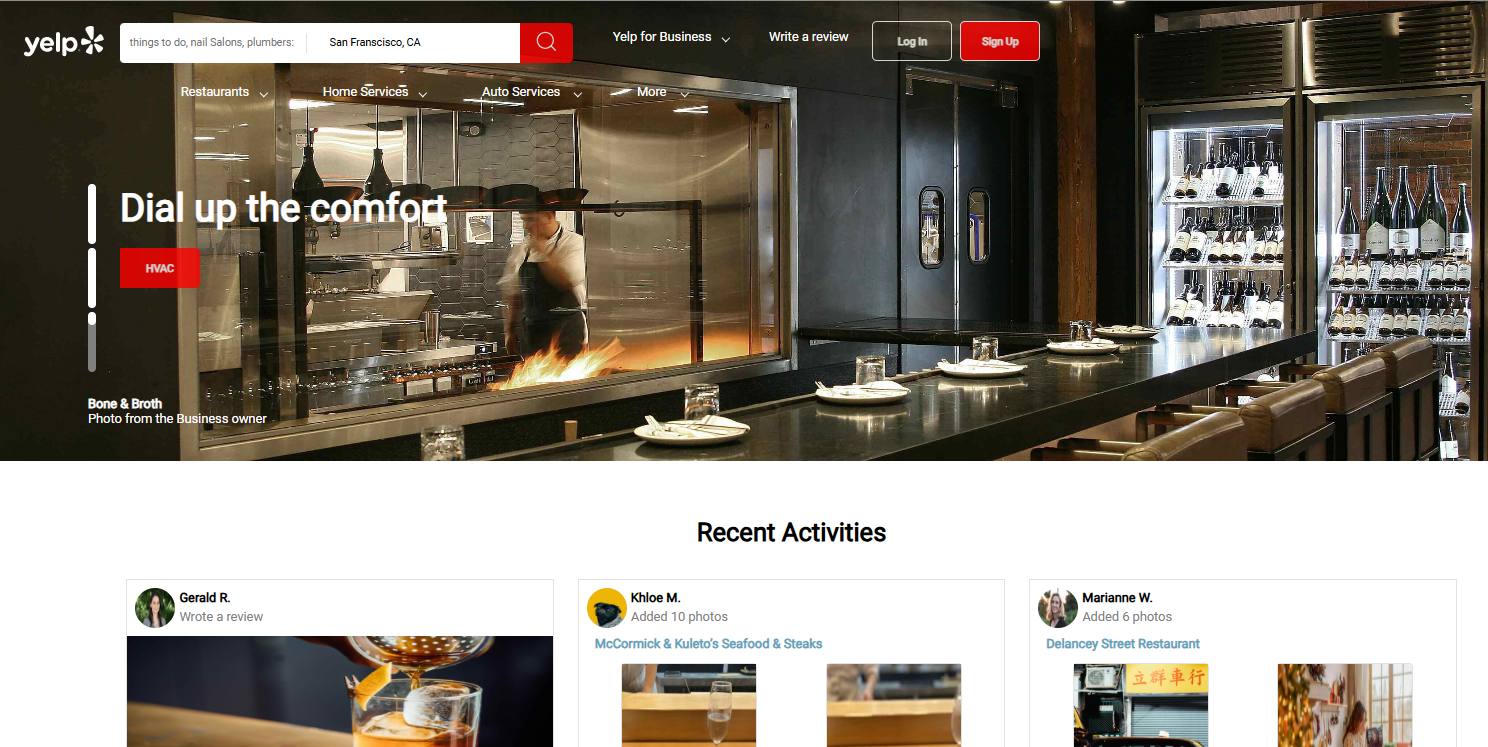 yelp
things to do, nail Salons, plumbers:
San Franscisco, CA
Yelp for Business
Write a review
Log In
Sign Up
Restaurants
Home Services
Auto Services
More
Dial up the comfort
HVAC
Bone & Broth
Photo from the Business owner
Recent Activities
Gerald R.
Wrote a review
Khloe M.
Added 10 photos
McCormick & Kuleto's Seafood & Steaks
Marianne W.
Added 6 photos
Delancey Street Restaurant
立群車行